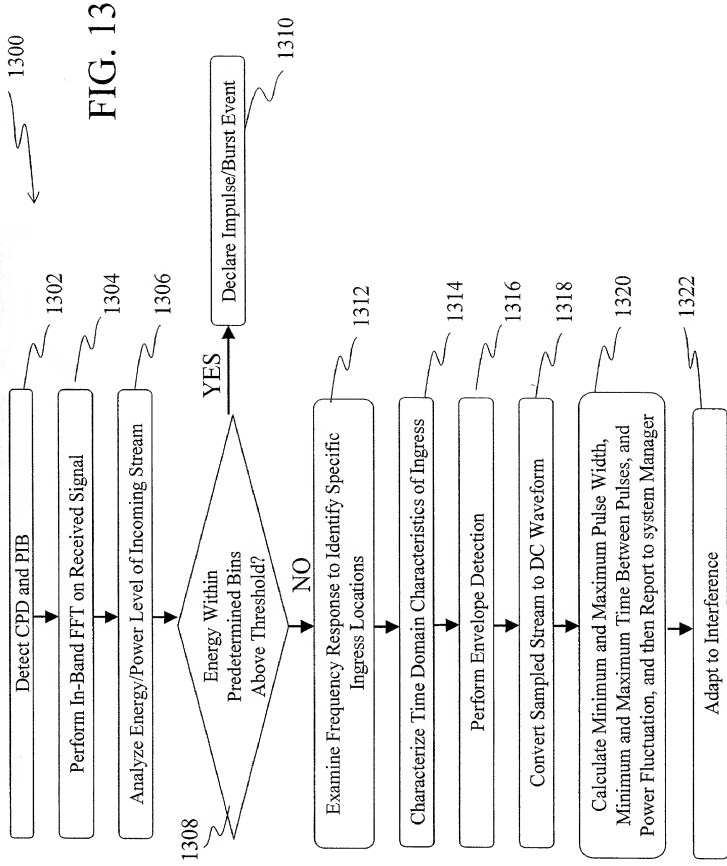 FIG. 13
1300
Detect CPD and PIB
1302
Perform In-Band FFT on Received Signal
1304
Analyze Energy/Power Level of Incoming Stream
1306
Energy Within
Predetermined Bins
Above Threshold?
1308
YES
Declare Impulse/Burst Event
1310
NO
Examine Frequency Response to Identify Specific
Ingress Locations
1312
Characterize Time Domain Characteristics of Ingress
1314
Perform Envelope Detection
1316
Convert Sampled Stream to DC Waveform
1318
Calculate Minimum and Maximum Pulse Width,
Minimum and Maximum Time Between Pulses, and
Power Fluctuation, and then Report to system Manager
1320
Adapt to Interference
1322